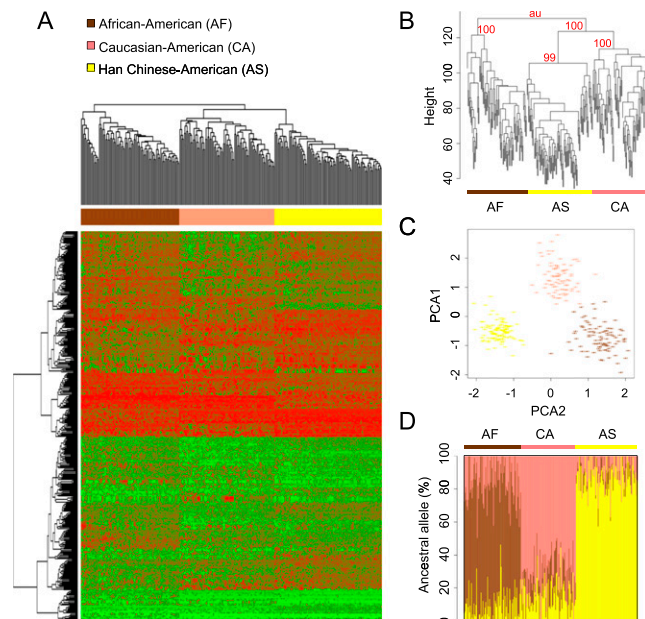 A
African-American (AF)
Caucasian-American (CA)
Han Chinese-American (AS)
B
Height
120
100
80
60
40
au
100
100
100
99
AF
AS
CA
C
PCA1
2
1
0
-1
-2
-2
-1
0
1
2
PCA2
D
AF
CA
AS
Ancestral allele (%)
100
80
60
40
20
0